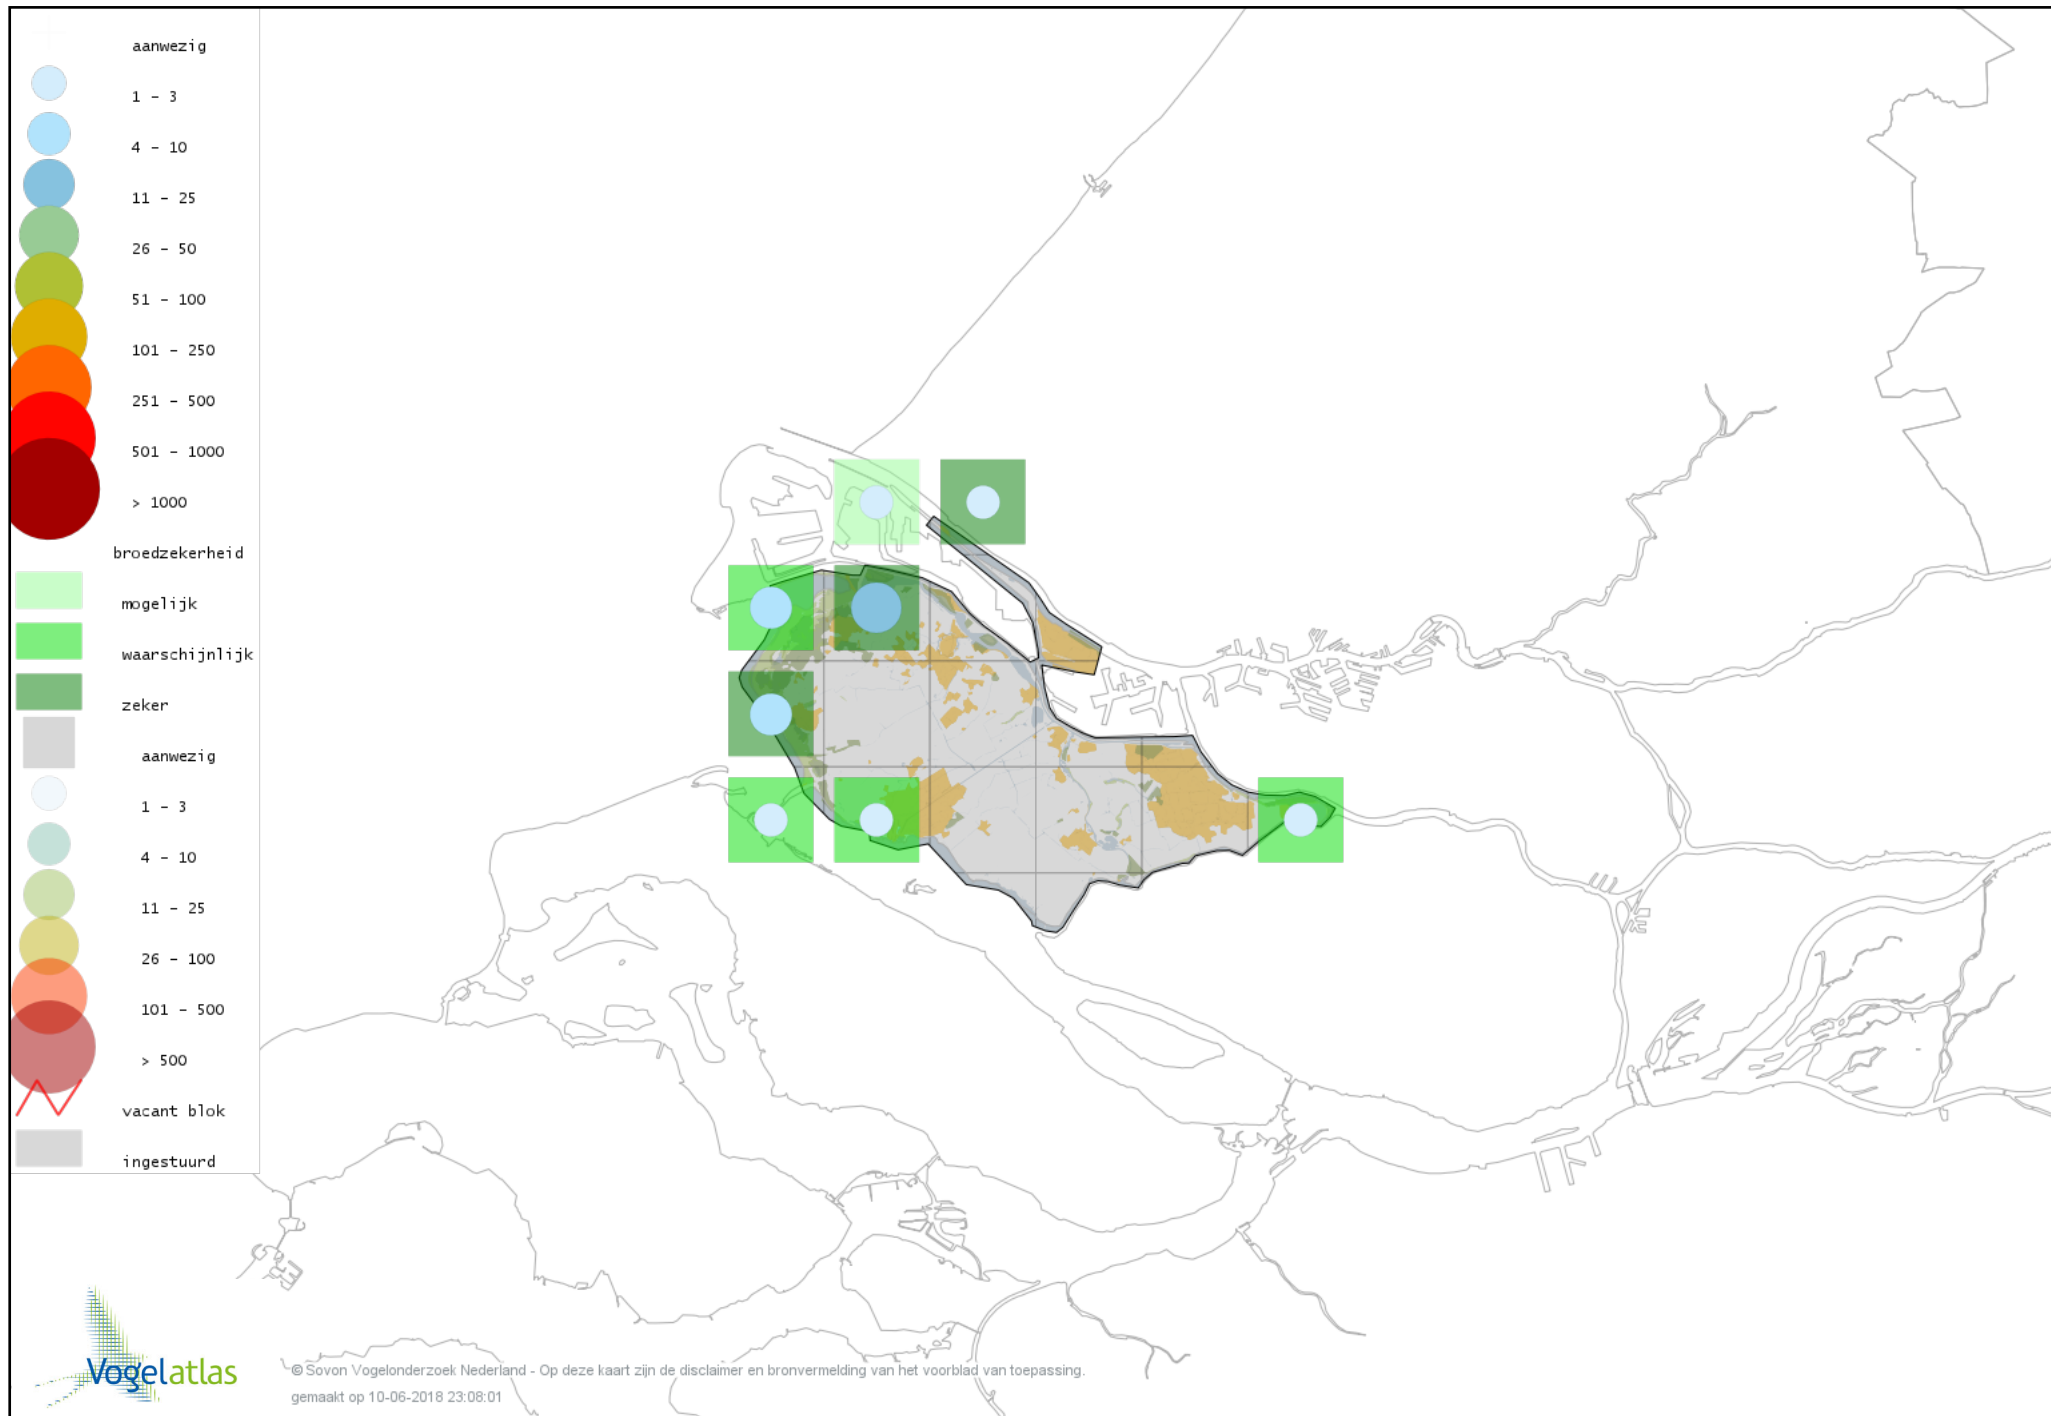 aanwezig
1 - 3
4 - 10
11 - 25
26 - 50
51 - 100
101 - 250
251 - 500
501 - 1000
> 1000
broedzekerheid
mogelijk
waarschijnlijk
zeker
aanwezig
1 - 3
4 - 10
11 - 25
26 - 100
101 - 500
> 500
vacant blok
ingestuurd
Vogelatlas
© Sovon Vogelonderzoek Nederland - Op deze kaart zijn de disclaimer en bronvermelding van het voorblad van toepassing.
gemaakt op 10-06-2018 23:08:01